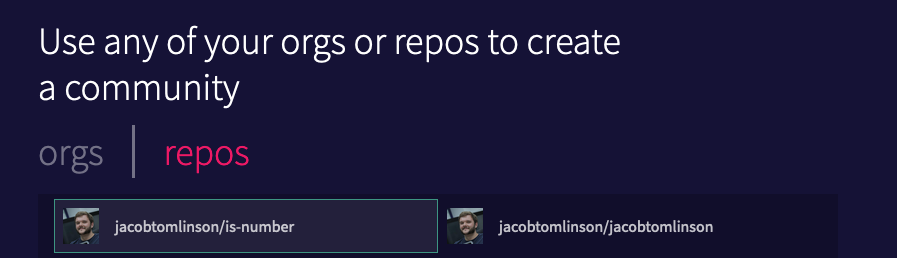 Use any of your orgs or repos to create
a community
orgs
repos
jacobtomlinson/is-number
jacobtomlinson/jacobtomlinson